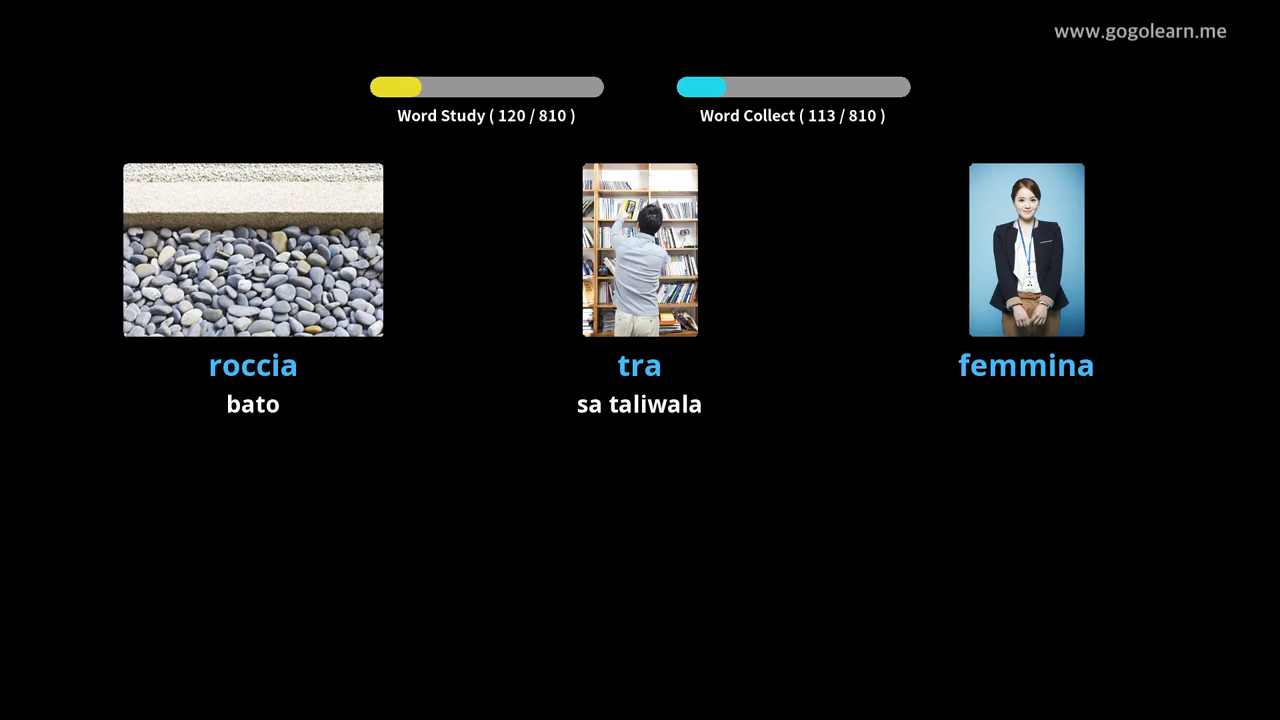 www.gogolearn.me
Word Study ( 120 / 810 )
Word Collect ( 113 / 810 )
roccia
bato
tra
sa taliwala
femmina